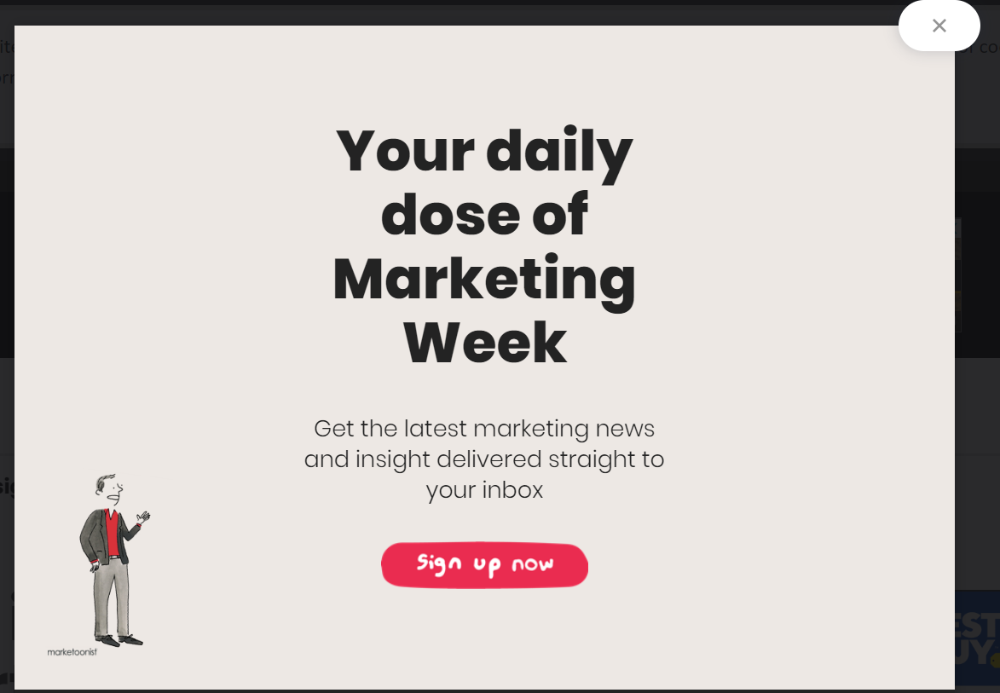 Your daily
dose of
Marketing
Week
Get the latest marketing news
and insight delivered straight to
your inbox
Sign up now
marketoonist